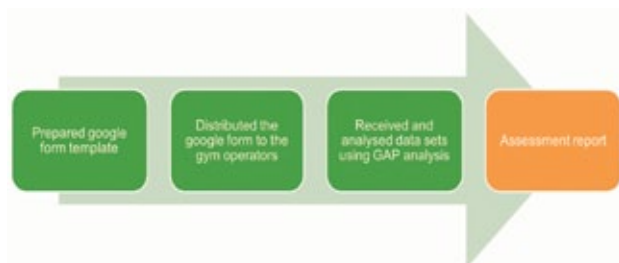 Prepared google
form template
Distributed the
google form to the
gym operators
Received and
analysed data sets
using GAP analysis
Assessment report